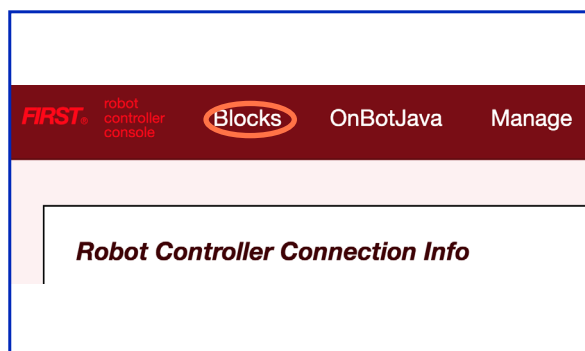 FIRST®
robot
controller
console
Blocks OnBotJava Manage
Robot Controller Connection Info